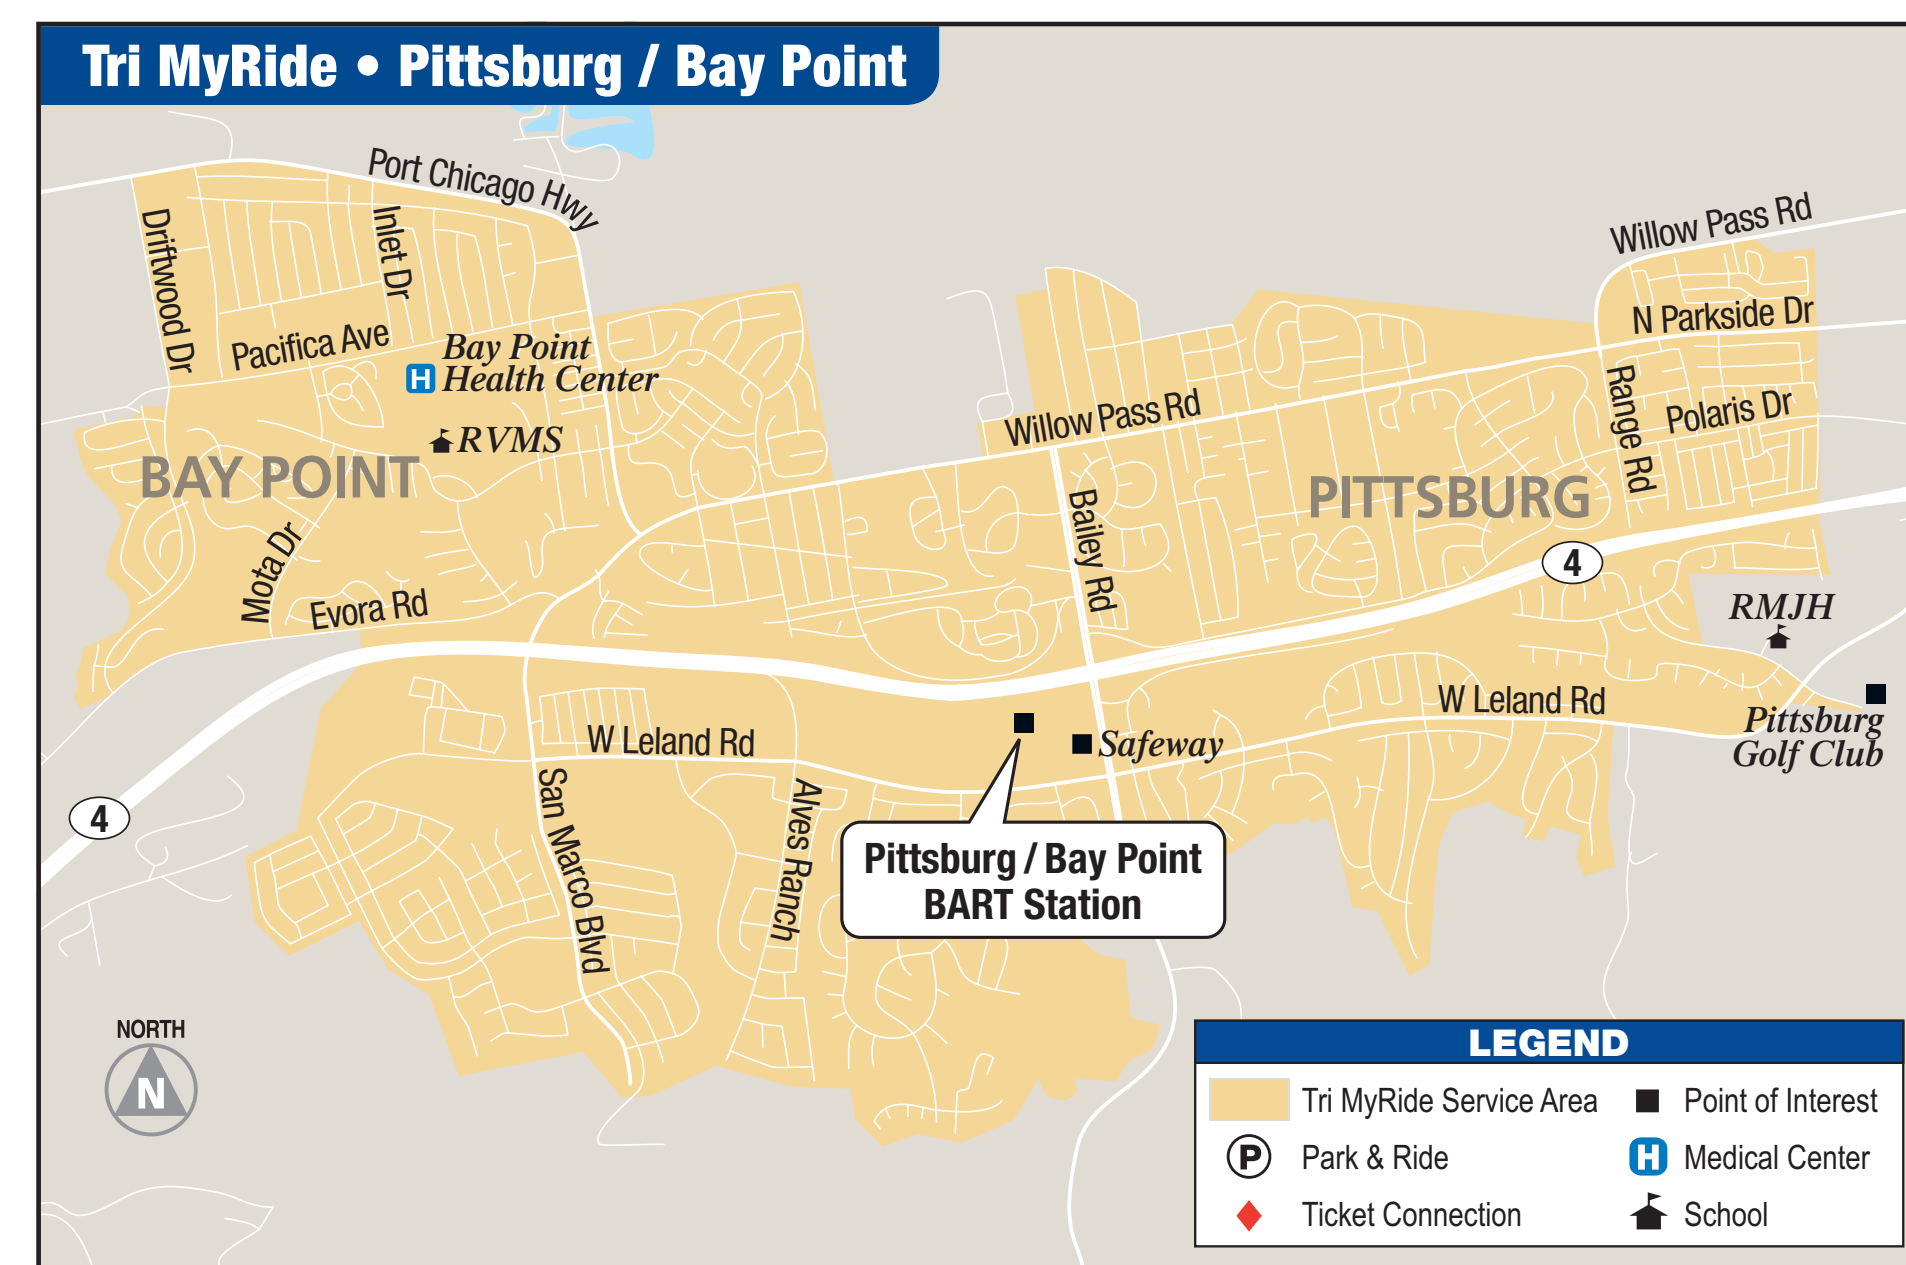 Tri MyRide • Pittsburg / Bay Point
Port Chicago Hwy
Willow Pass Rd
Driftwood Dr
Inlet Dr
N Parkside Dr
Pacifica Ave
Bay Point
H Health Center
Range Rd
Polaris Dr
Willow Pass Rd
RVMS
BAY POINT
PITTSBURG
Bailey Rd
Mota Dr
4
Evora Rd
RMJH
W Leland Rd
Pittsburg
Golf Club
W Leland Rd
Safeway
San Marco Blvd
Alves Ranch
4
Pittsburg / Bay Point
BART Station
NORTH
N
LEGEND
Tri MyRide Service Area
Point of Interest
P Park & Ride
H Medical Center
Ticket Connection
School